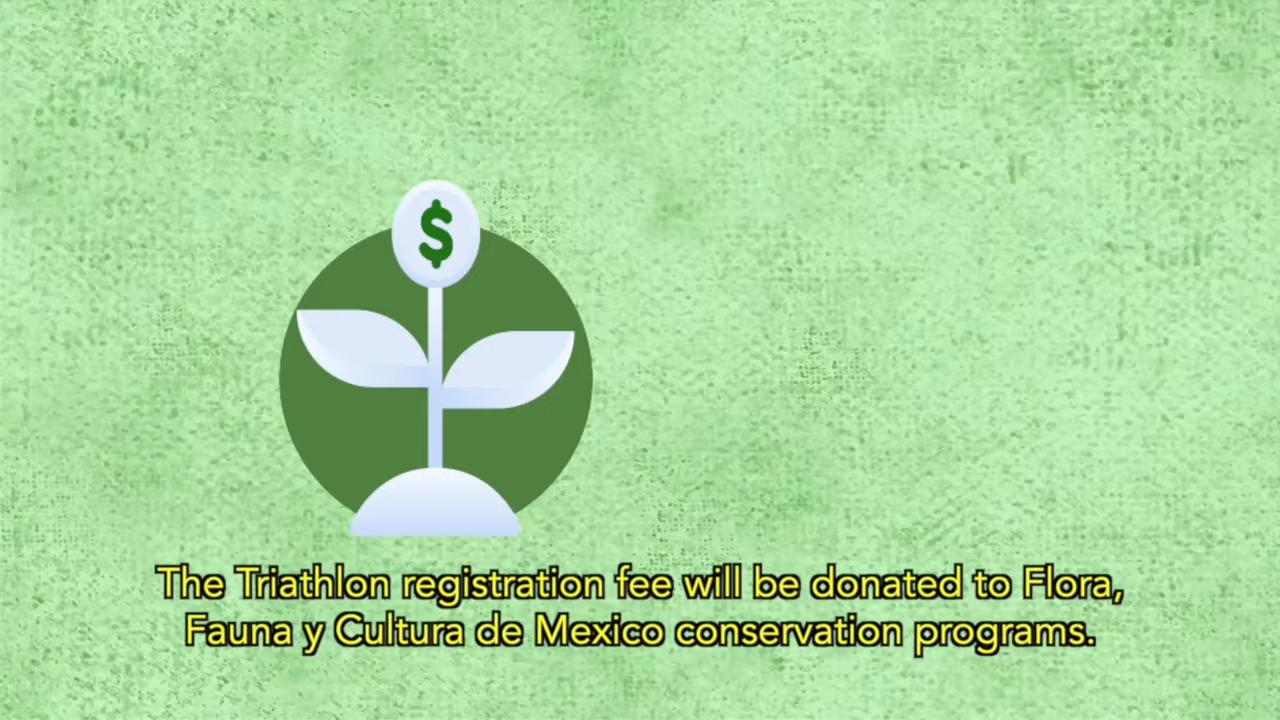 $
The Triathlon registration fee will be donated to Flora,
Fauna y Cultura de Mexico conservation programs.